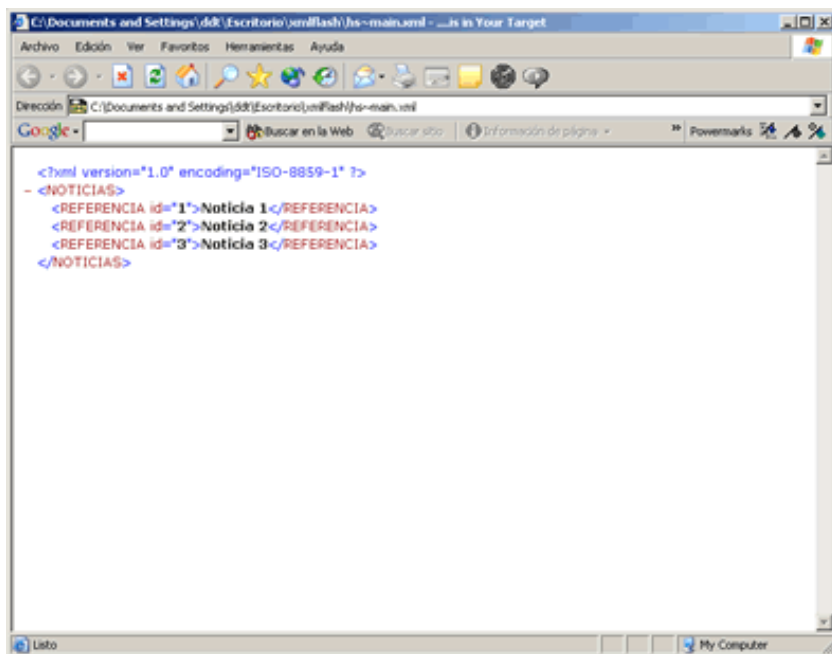 C:\Documents and Settings\ddt\Escritorio\xmlflash\hs~main.xml - ....is in Your Target
Archivo Edición Ver Favoritos Herramientas Ayuda
Dirección C:\Documents and Settings\ddt\Escritorio\xmlflash\hs~main.xml
Google Buscar en la Web Buscar sitio Información de página Powermarks
<?xml version="1.0" encoding="ISO-8859-1" ?>
- <NOTICIAS>
<REFERENCIA id="1">Noticia 1</REFERENCIA>
<REFERENCIA id="2">Noticia 2</REFERENCIA>
<REFERENCIA id="3">Noticia 3</REFERENCIA>
</NOTICIAS>
Listo My Computer